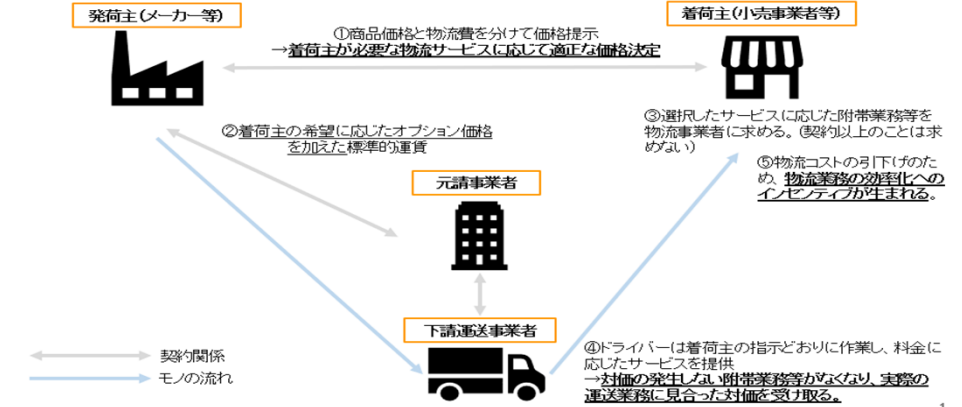 発荷主(メーカー等)
着荷主(小売事業者等)
①商品価格と物流費を分けて価格提示
→着荷主が必要な物流サービスに応じて適正な価格決定
②着荷主の希望に応じたオプション価格
を加えた標準的運賃
③選択したサービスに応じた附帯業務等を
物流事業者に求める。(契約以上のことは求
めない)
⑤物流コストの引下げのた
め、物流業務の効率化への
インセンティブが生まれる。
元請事業者
下請運送事業者
④ドライバーは着荷主の指示どおりに作業し、料金に
応じたサービスを提供
→対価の発生しない附帯業務等がなくなり、実際の
運送業務に見合った対価を受け取る。
契約関係
モノの流れ
1